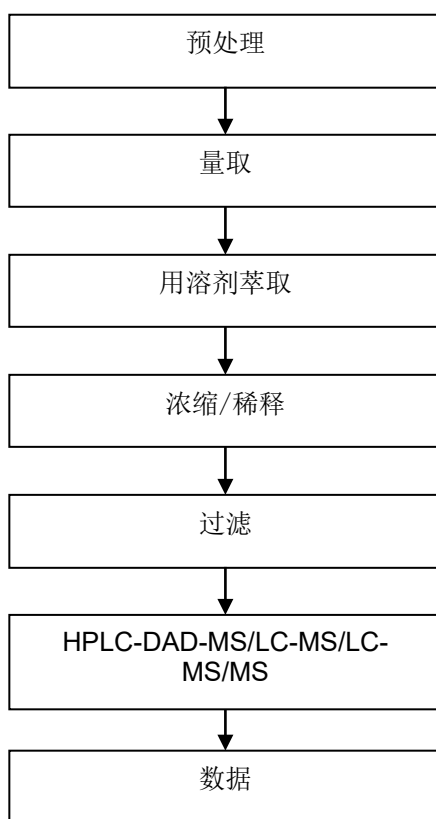 预处理
量取
用溶剂萃取
浓缩/稀释
过滤
HPLC-DAD-MS/LC-MS/LC-
MS/MS
数据